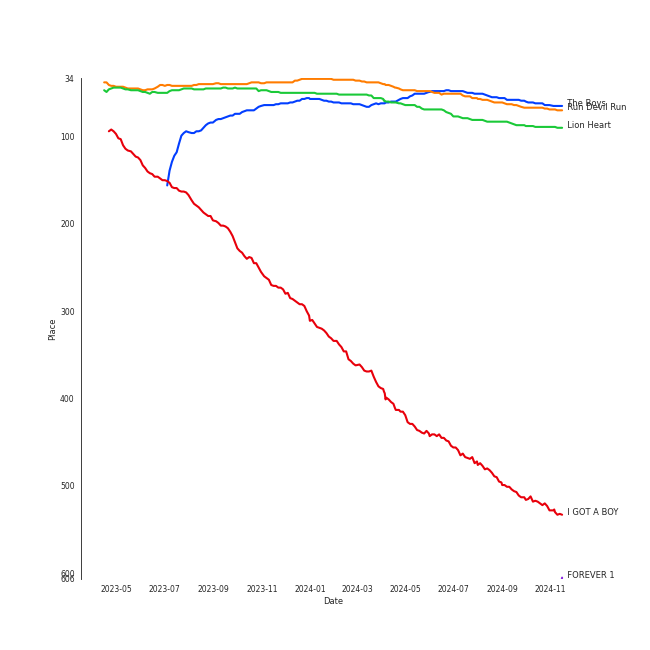 34
100
200
300
400
500
600
606
Place
2023-05
2023-07
2023-09
2023-11
2024-01
2024-03
2024-05
2024-07
2024-09
2024-11
Date
The Boys
Run Devil Run
Lion Heart
I GOT A BOY
FOREVER 1